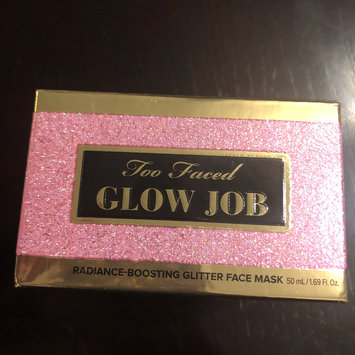 Too Faced
GLOW JOB
RADIANCE-BOOSTING GLITTER FACE MASK 50 mL/1.69 Fl. Oz.